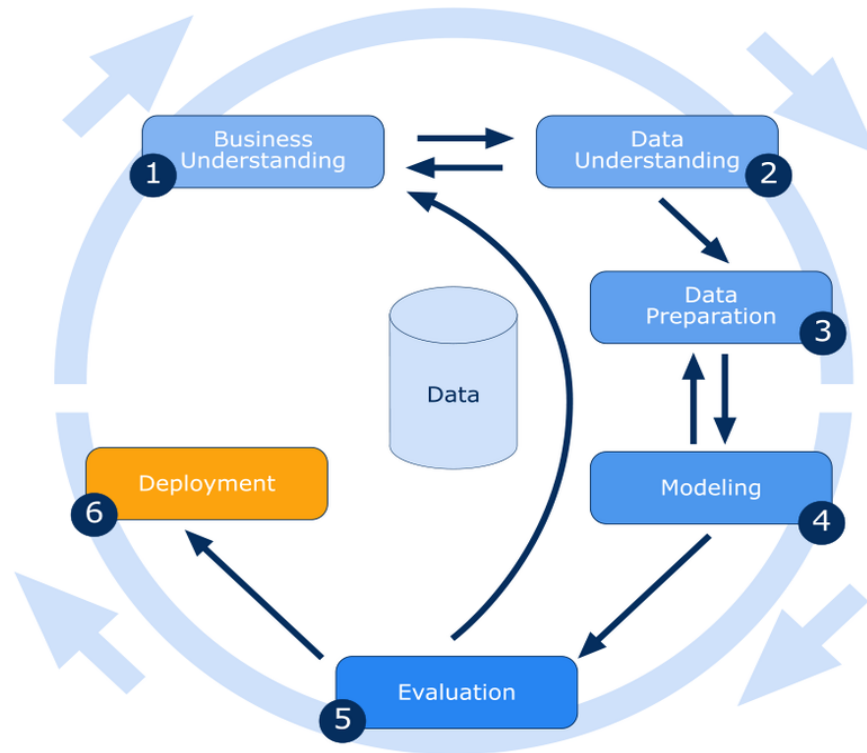 Business
Understanding
1
Data
Understanding
2
Data
Preparation
3
Data
Modeling
4
Deployment
6
Evaluation
5